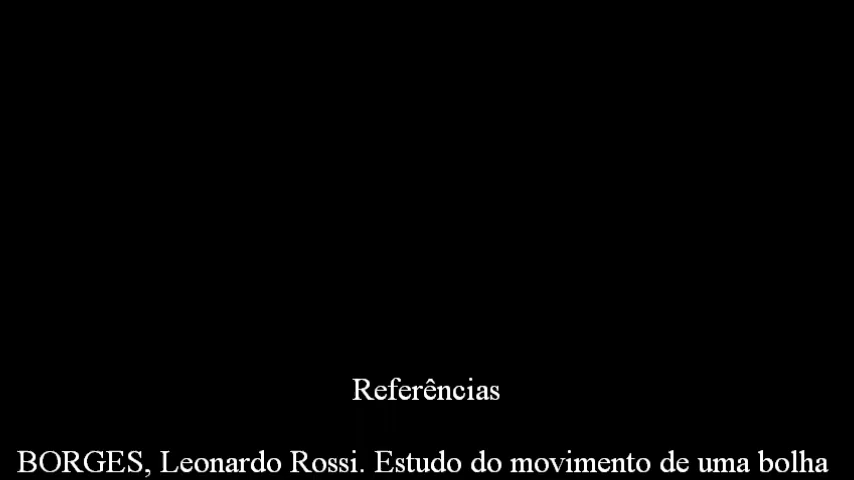 Referências
BORGES, Leonardo Rossi. Estudo do movimento de uma bolha